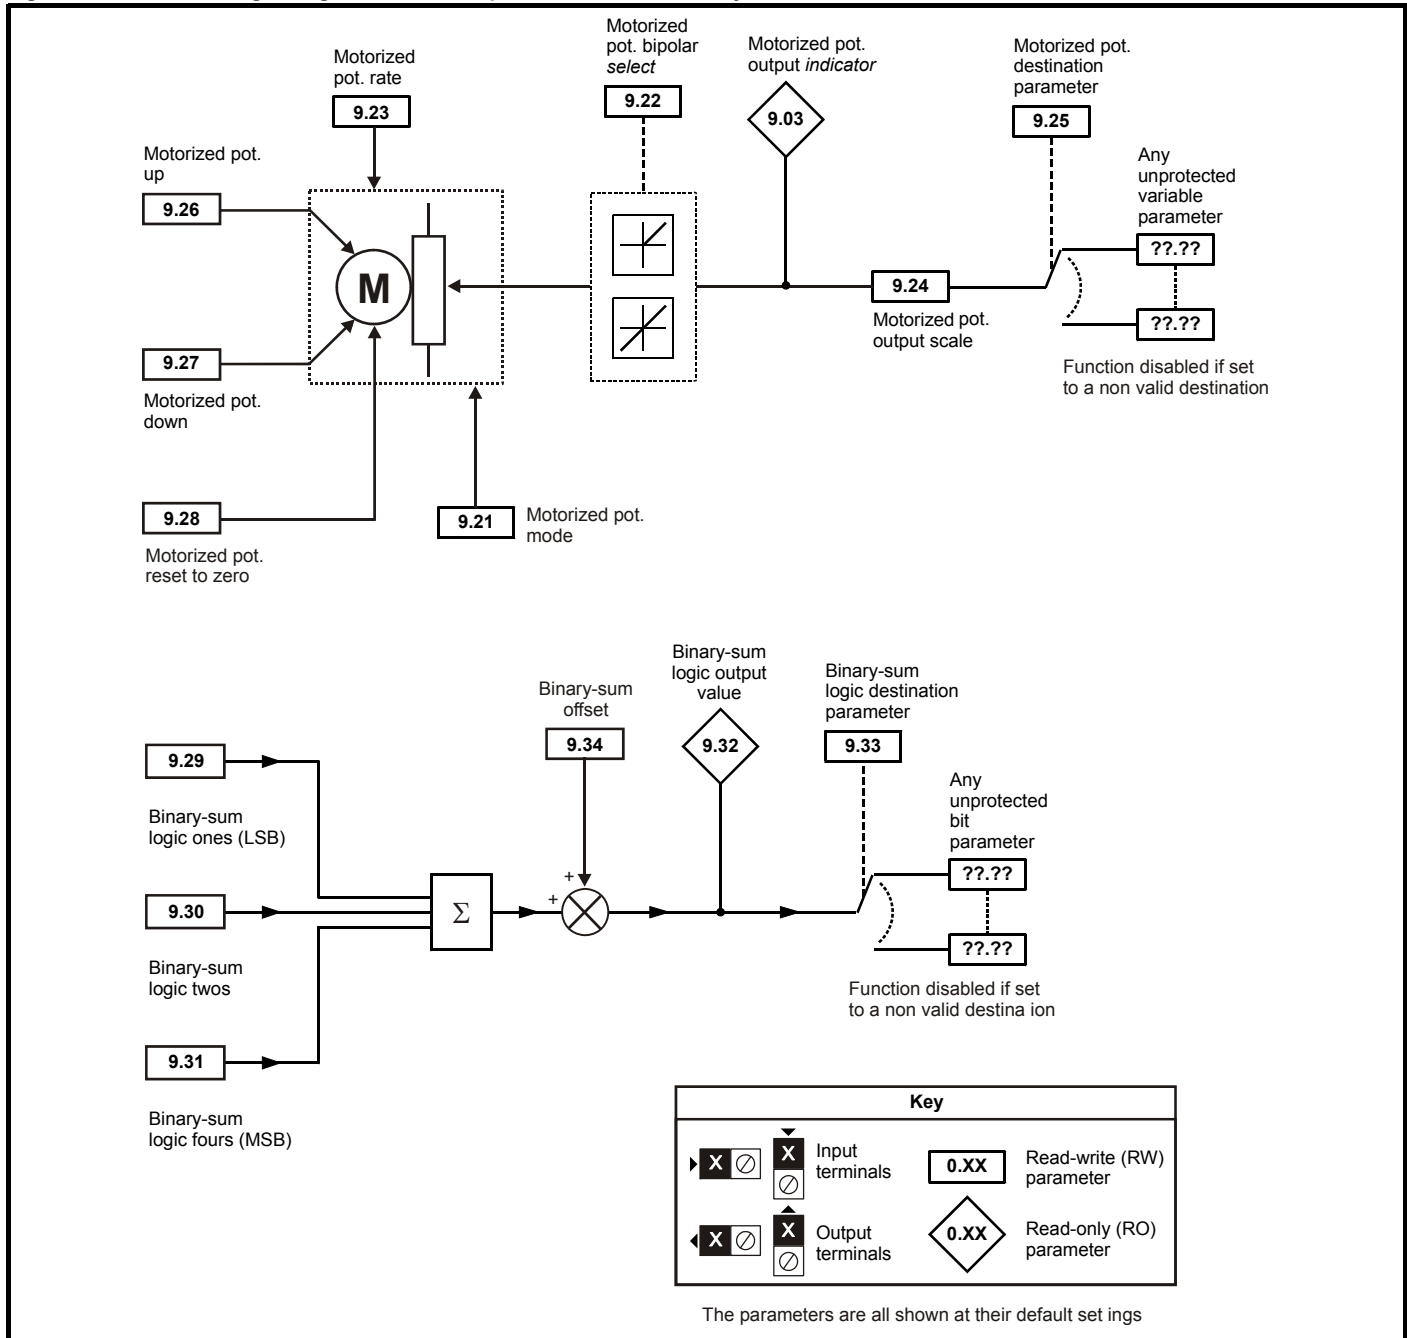 Motorized
pot. rate
9.23
Motorized
pot. bipolar
select
9.22
Motorized pot.
output indicator
9.03
Motorized pot.
destination
parameter
9.25
Any
unprotected
variable
parameter
??.??
??.??
Function disabled if set
to a non valid destination
Motorized pot.
up
9.26
M
9.27
Motorized pot.
down
9.24
Motorized pot.
output scale
9.28
Motorized pot.
reset to zero
9.21
Motorized pot.
mode
Binary-sum
offset
9.34
Binary-sum
logic output
value
9.32
Binary-sum
logic destination
parameter
9.33
Any
unprotected
bit
parameter
??.??
??.??
Function disabled if set
to a non valid destina ion
9.29
Binary-sum
logic ones (LSB)
9.30
Binary-sum
logic twos
9.31
Binary-sum
logic fours (MSB)
Σ
+
+
Key
X
X
Input
terminals
0.XX
Read-write (RW)
parameter
X
X
Output
terminals
0.XX
Read-only (RO)
parameter
The parameters are all shown at their default set ings